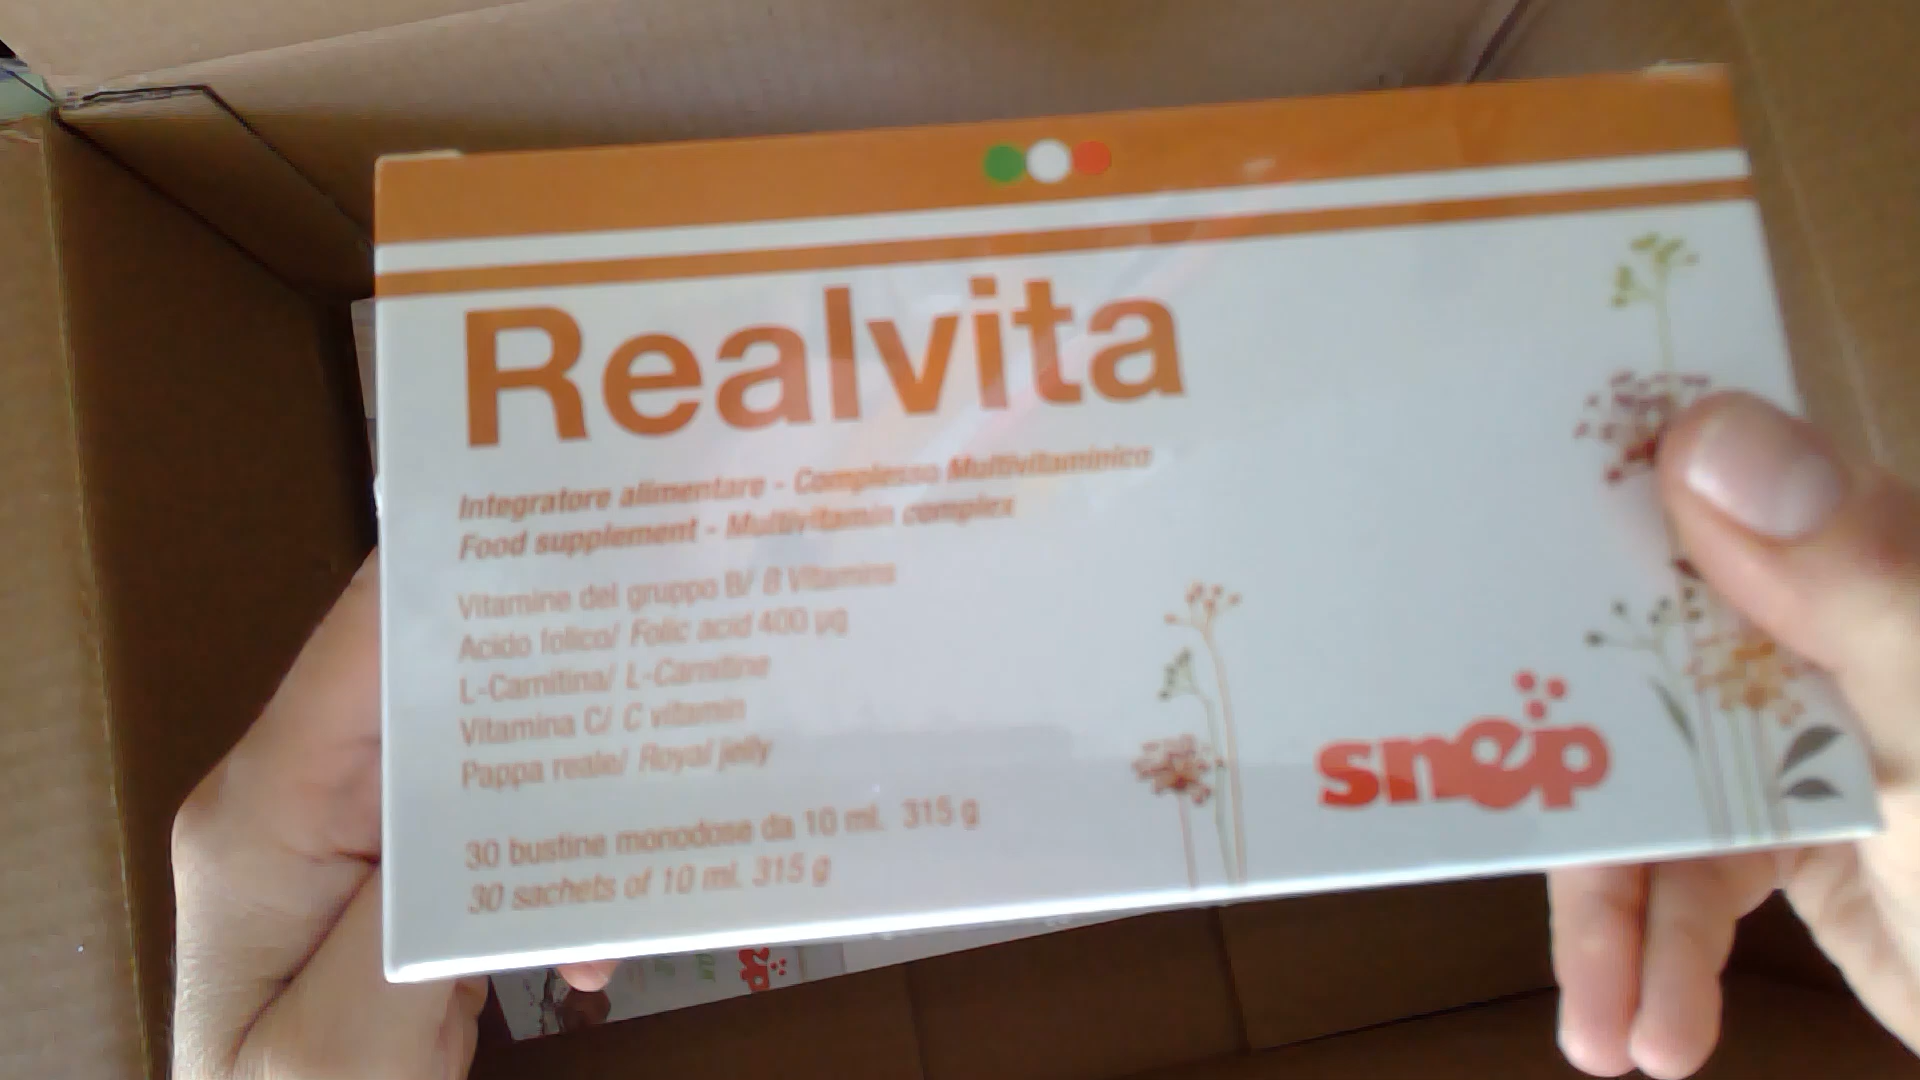 Realvita
Integratore alimentare - Complesso Multivitaminico
Food supplement - Multivitamin complex
Vitamine del gruppo B/ B Vitamins
Acido folico/ Folic acid 400 µg
L-Carnitina/ L-Carnitine
Vitamina C/ C vitamin
Pappa reale/ Royal jelly
30 bustine monodose da 10 ml. 315 g
30 sachets of 10 ml. 315 g
snep